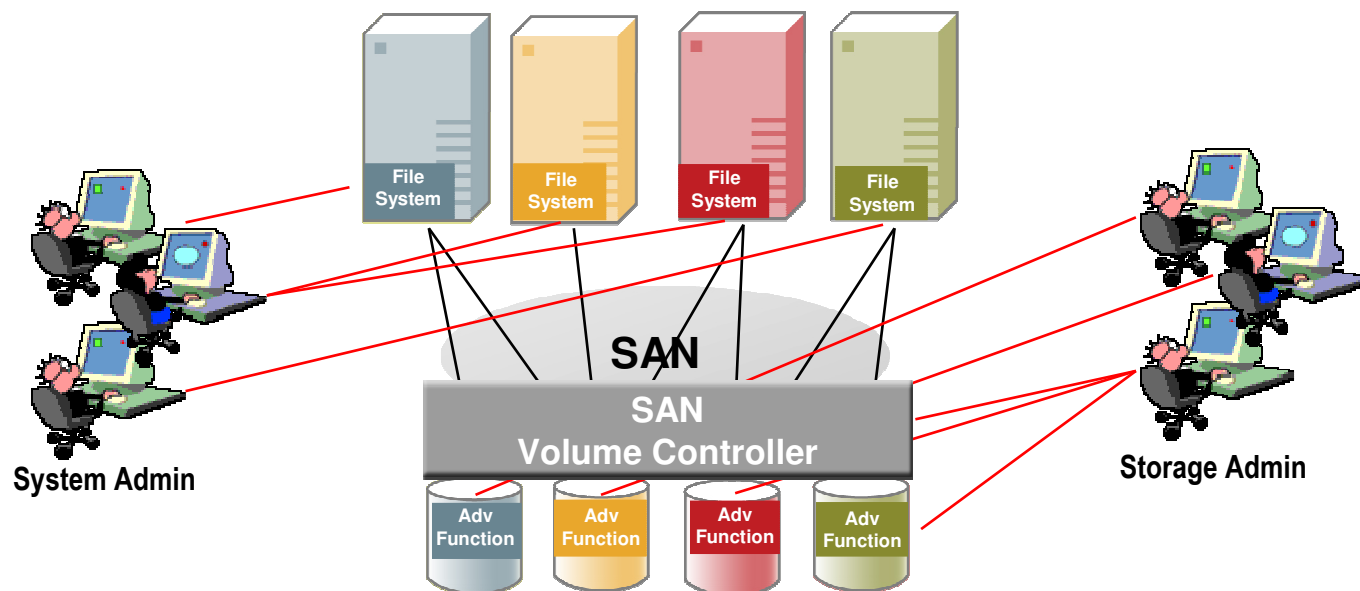 File
System
File
System
File
System
File
System
SAN
SAN
Volume Controller
System Admin
Storage Admin
Adv
Function
Adv
Function
Adv
Function
Adv
Function